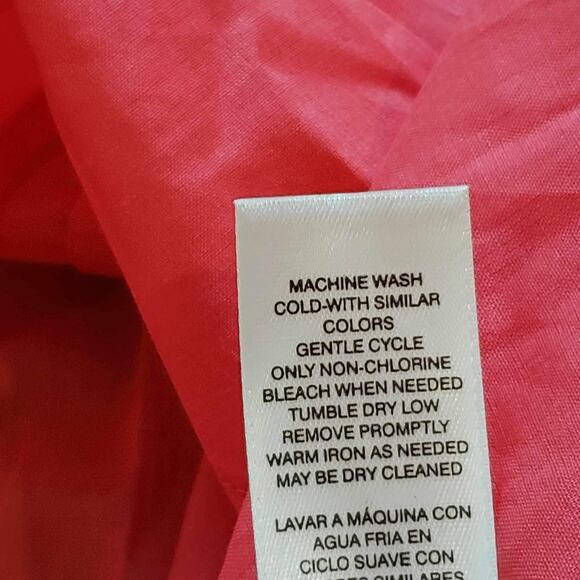 MACHINE WASH
COLD-WITH SIMILAR
COLORS
GENTLE CYCLE
ONLY NON-CHLORINE
BLEACH WHEN NEEDED
TUMBLE DRY LOW
REMOVE PROMPTLY
WARM IRON AS NEEDED
MAY BE DRY CLEANED
LAVAR A MÁQUINA CON
AGUA FRIA EN
CICLO SUAVE CON
SIMILARES